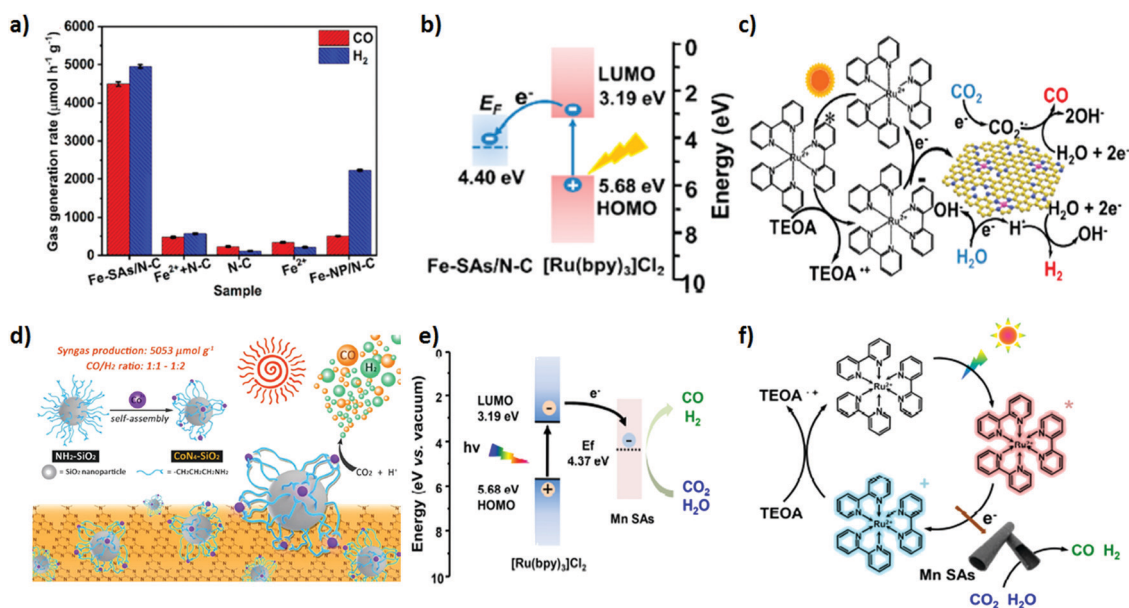 a)
6000
5000
4000
3000
2000
1000
0
Gas generation rate (μmol h⁻¹ g⁻¹)
CO
H₂
Fe-SAs/N-C
Fe²⁺+N-C
N-C
Fe²⁺
Fe-NP/N-C
Sample
b)
LUMO
3.19 eV
E_F
e⁻
4.40 eV
5.68 eV
HOMO
Fe-SAs/N-C
[Ru(bpy)₃]Cl₂
0
2
4
6
8
10
Energy (eV)
c)
CO₂
e⁻
CO₂•⁻
CO
2OH⁻
H₂O + 2e⁻
*
e⁻
-
TEOA
TEOA•+
OH⁻
e⁻
H•
H₂O + 2e⁻
OH⁻
H₂O
H₂
d)
Syngas production: 5053 μmol g⁻¹
CO/H₂ ratio: 1:1 - 1:2
Co
self-assembly
NH₂-SiO₂
CoN₄-SiO₂
= SiO₂ nanoparticle
= -CH₂CH₂CH₂NH₂
CO
H₂
CO₂ + H⁺
e)
0
2
4
6
8
10
Energy (eV vs. vacuum)
LUMO
3.19 eV
hν
5.68 eV
HOMO
e⁻
Ef
4.37 eV
Mn SAs
[Ru(bpy)₃]Cl₂
CO
H₂
CO₂
H₂O
f)
TEOA·+
TEOA
*
+
e⁻
Mn SAs
CO H₂
CO₂ H₂O